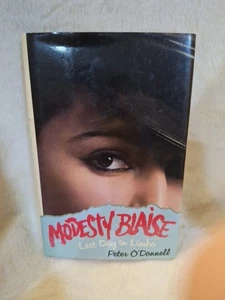 MODESTY BLAISE
Last Day in Limbo
Peter O'Donnell